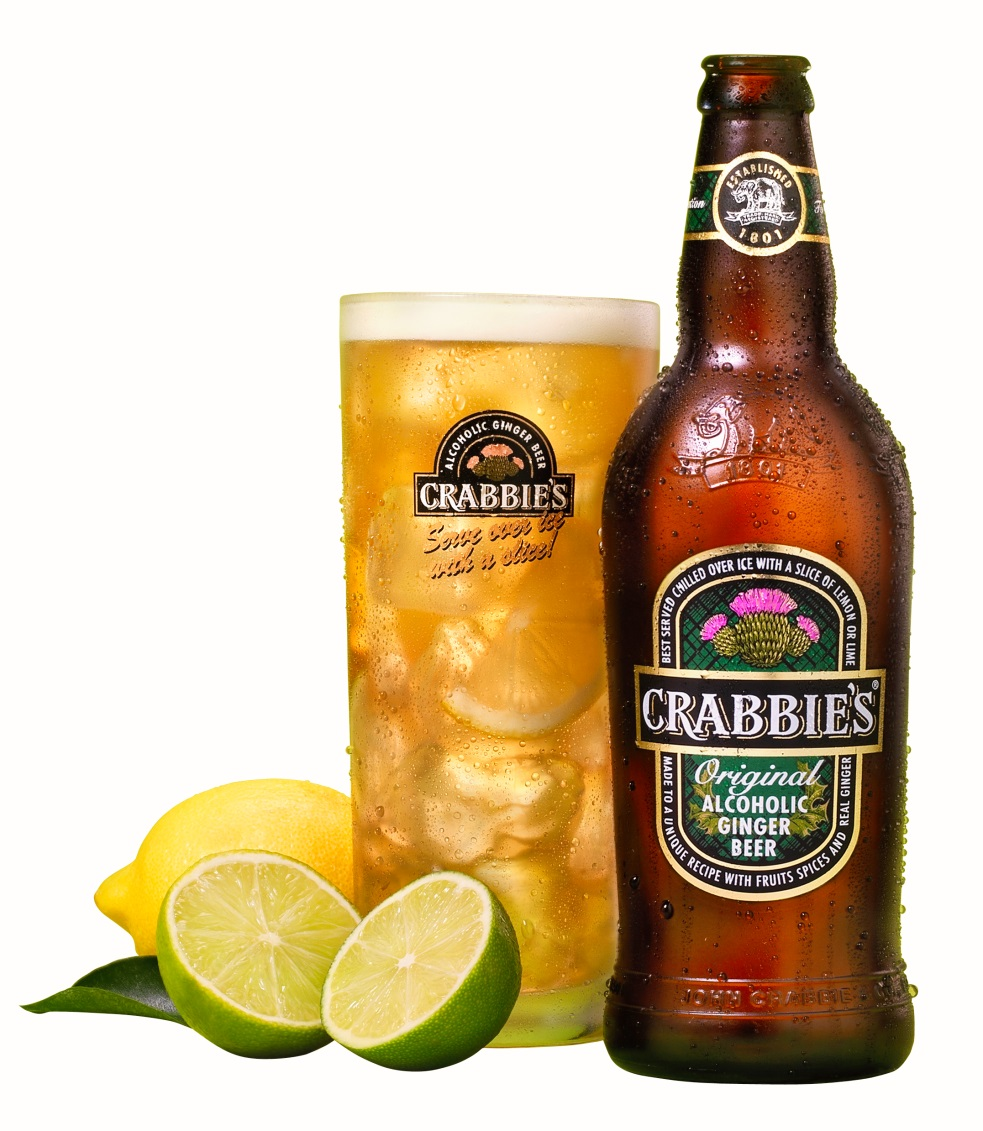 ESTABLISHED
1801
ALCOHOLIC GINGER BEER
CRABBIE'S
Serve over ice
with a slice!
1801
BEST SERVED CHILLED OVER ICE WITH A SLICE OF LEMON OR LIME
CRABBIE'S®
Original
ALCOHOLIC
GINGER
BEER
MADE TO A UNIQUE RECIPE WITH FRUITS SPICES AND REAL GINGER
JOHN CRABBIE